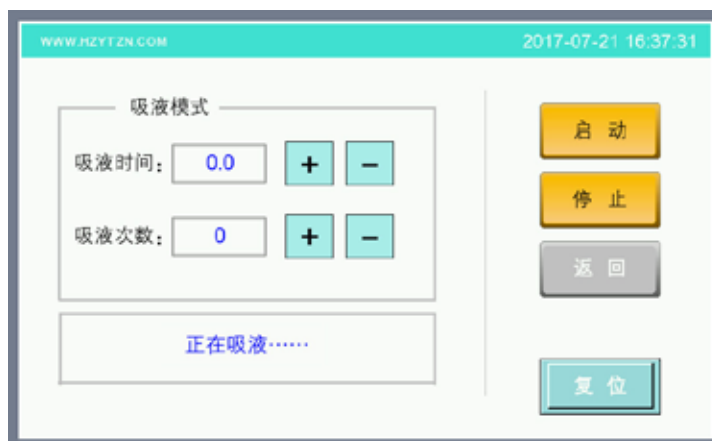 WWW.HZYTZN.COM 2017-07-21 16:37:31
吸液模式
吸液时间: 0.0 + −
吸液次数: 0 + −
正在吸液……
启 动
停 止
返 回
复 位